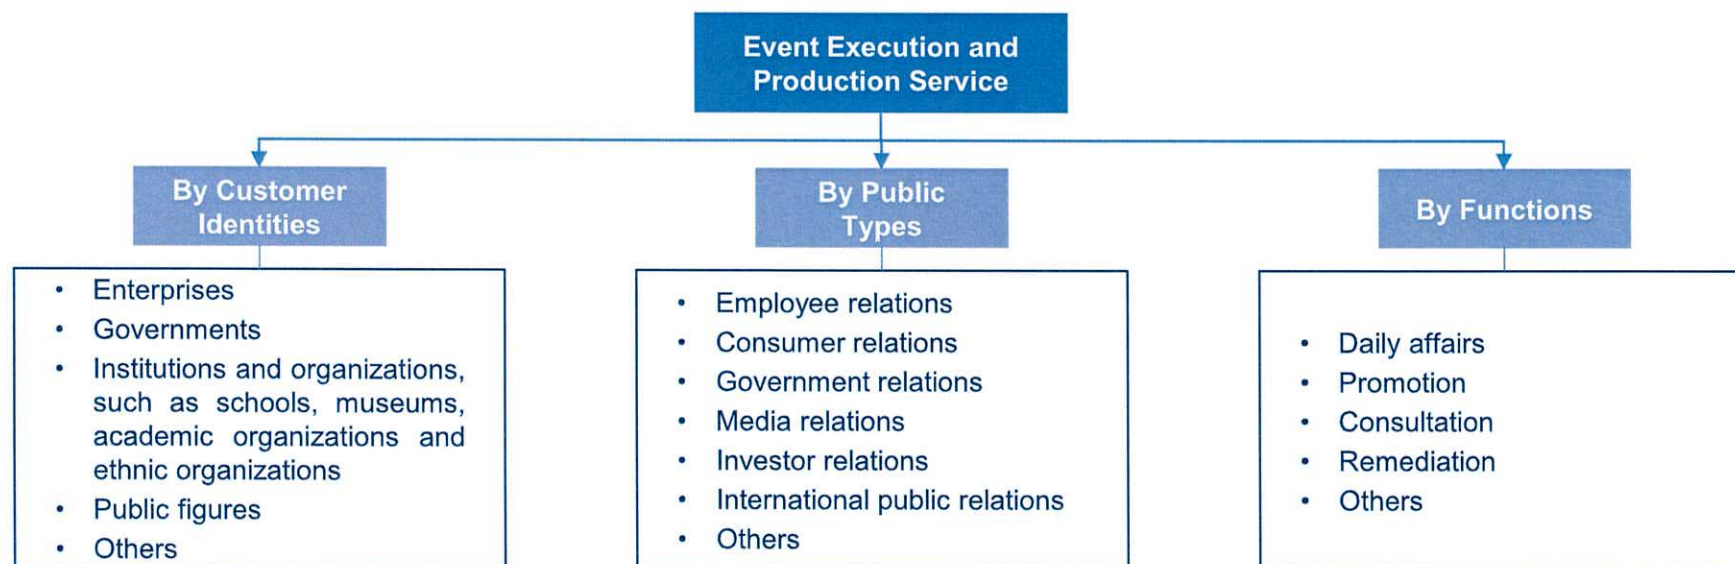 Event Execution and
Production Service
By Customer
Identities
• Enterprises
• Governments
• Institutions and organizations,
such as schools, museums,
academic organizations and
ethnic organizations
• Public figures
• Others
By Public
Types
• Employee relations
• Consumer relations
• Government relations
• Media relations
• Investor relations
• International public relations
• Others
By Functions
• Daily affairs
• Promotion
• Consultation
• Remediation
• Others